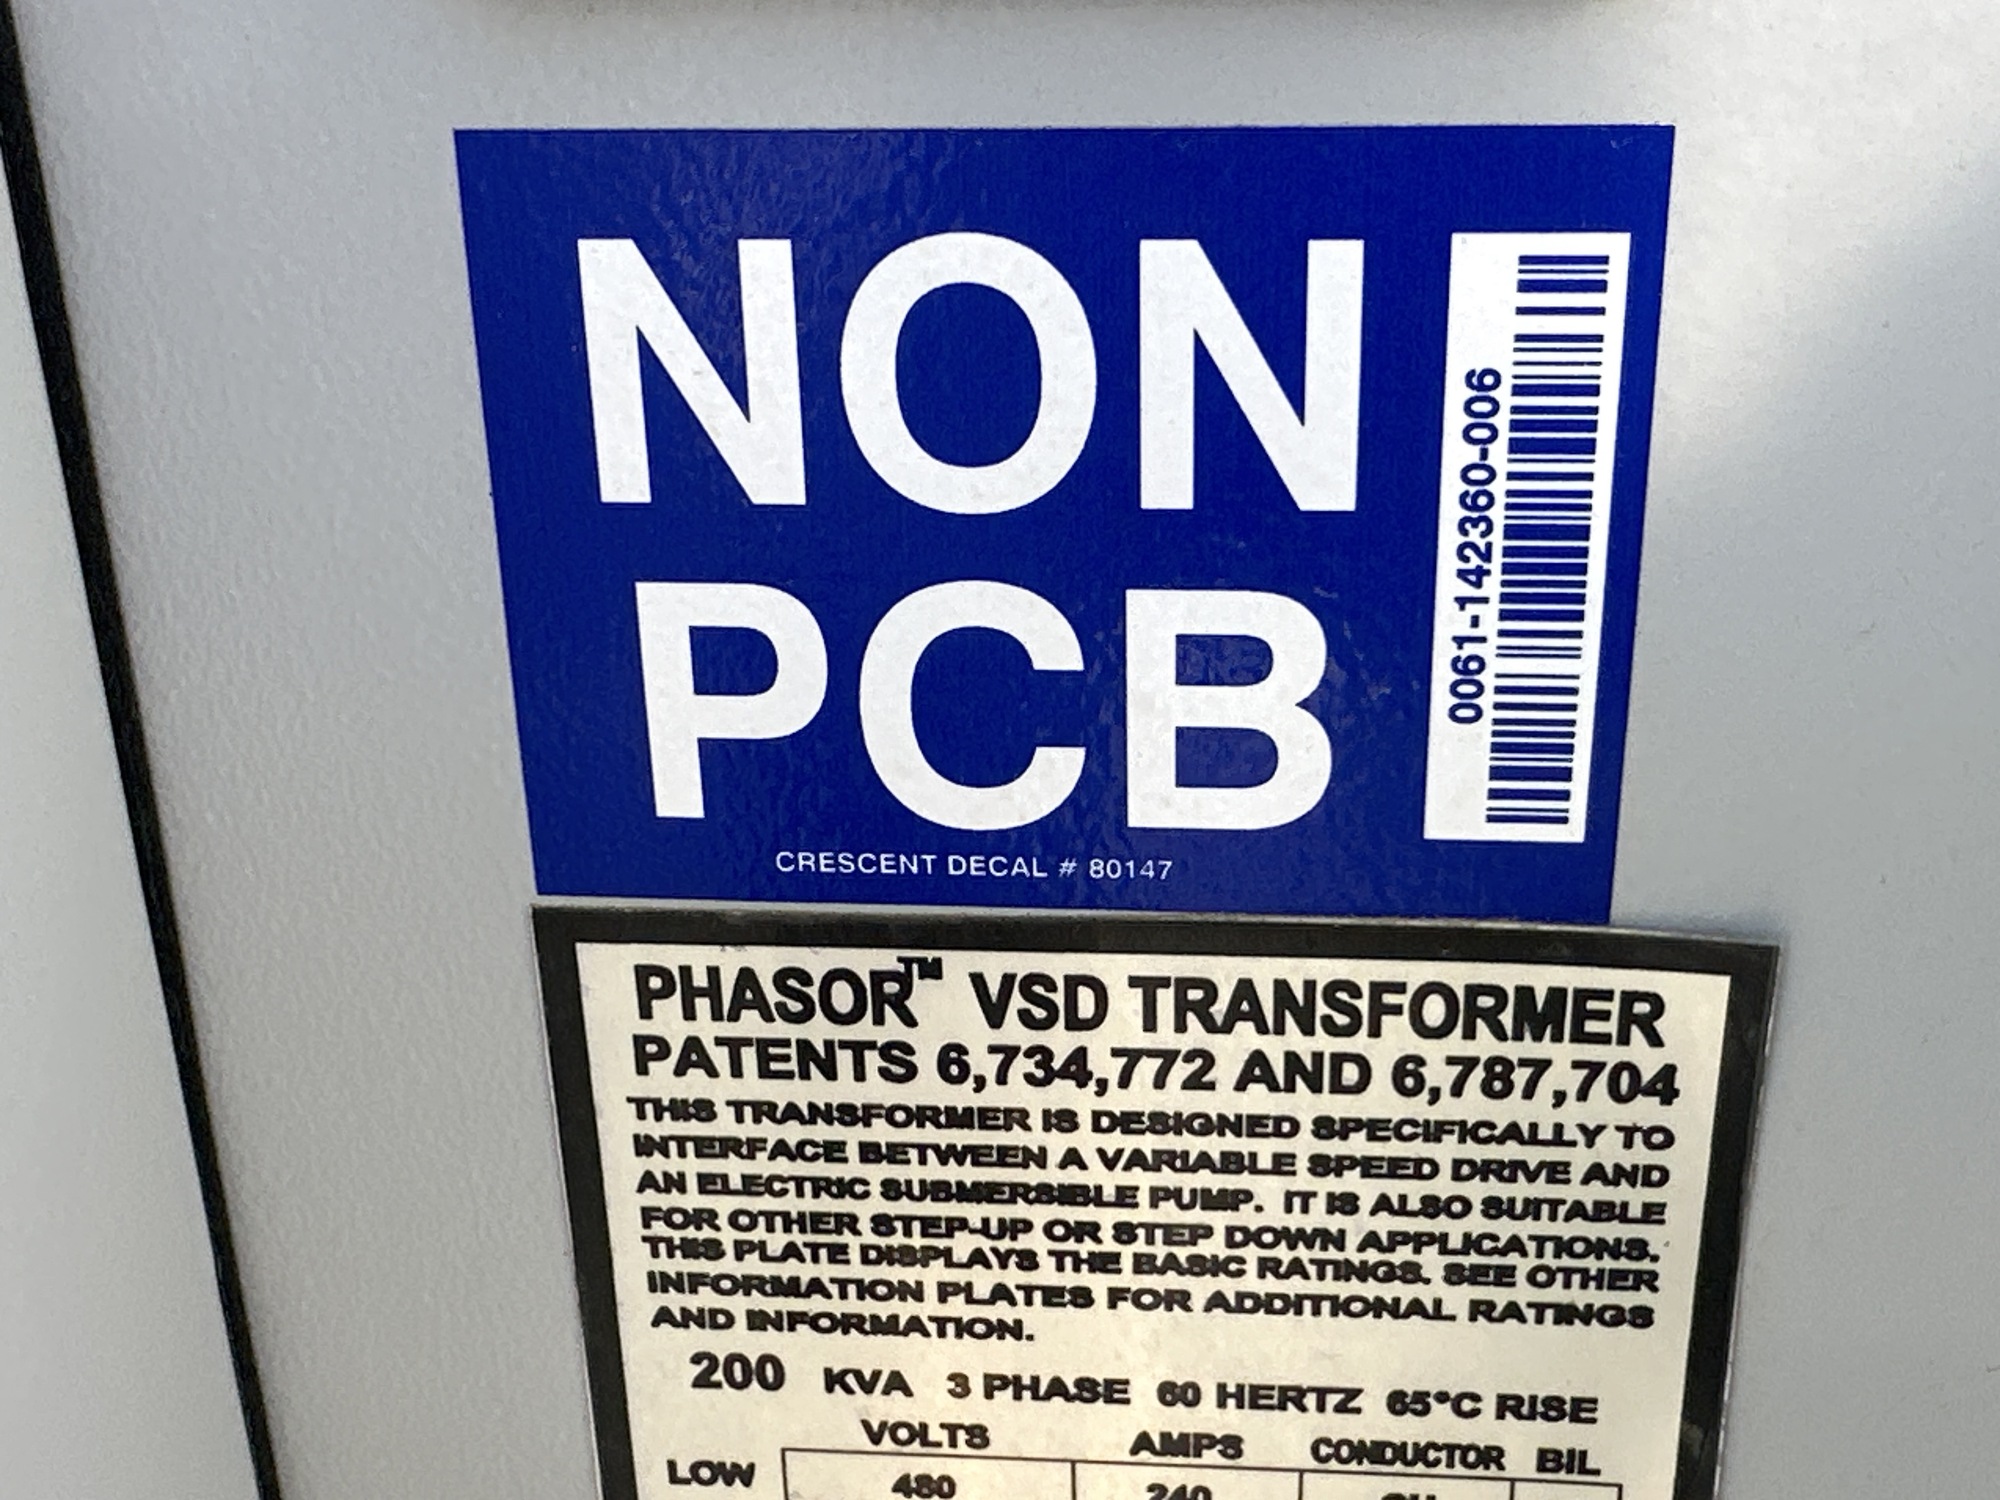 NON
PCB
0061-142360-006
CRESCENT DECAL # 80147
PHASOR™ VSD TRANSFORMER
PATENTS 6,734,772 AND 6,787,704
THIS TRANSFORMER IS DESIGNED SPECIFICALLY TO
INTERFACE BETWEEN A VARIABLE SPEED DRIVE AND
AN ELECTRIC SUBMERSIBLE PUMP. IT IS ALSO SUITABLE
FOR OTHER STEP-UP OR STEP DOWN APPLICATIONS.
THIS PLATE DISPLAYS THE BASIC RATINGS. SEE OTHER
INFORMATION PLATES FOR ADDITIONAL RATINGS
AND INFORMATION.
200 KVA 3 PHASE 60 HERTZ 65°C RISE
VOLTS AMPS CONDUCTOR BIL
LOW 480 240